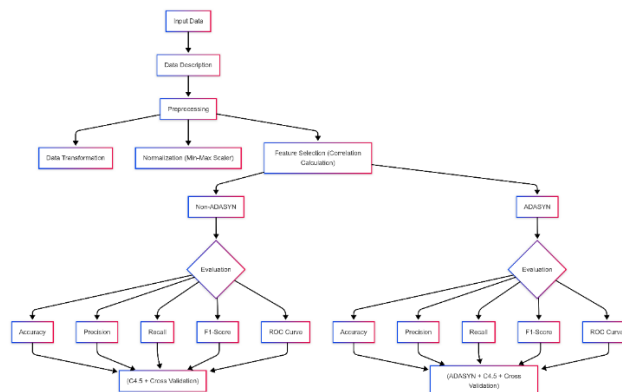 Input Data
Data Description
Preprocessing
Data Transformation
Normalization (Min-Max Scaler)
Feature Selection (Correlation
Calculation)
Non-ADASYN
ADASYN
Evaluation
Evaluation
Accuracy
Precision
Recall
F1-Score
ROC Curve
Accuracy
Precision
Recall
F1-Score
ROC Curve
(C4.5 + Cross Validation)
(ADASYN + C4.5 + Cross
Validation)